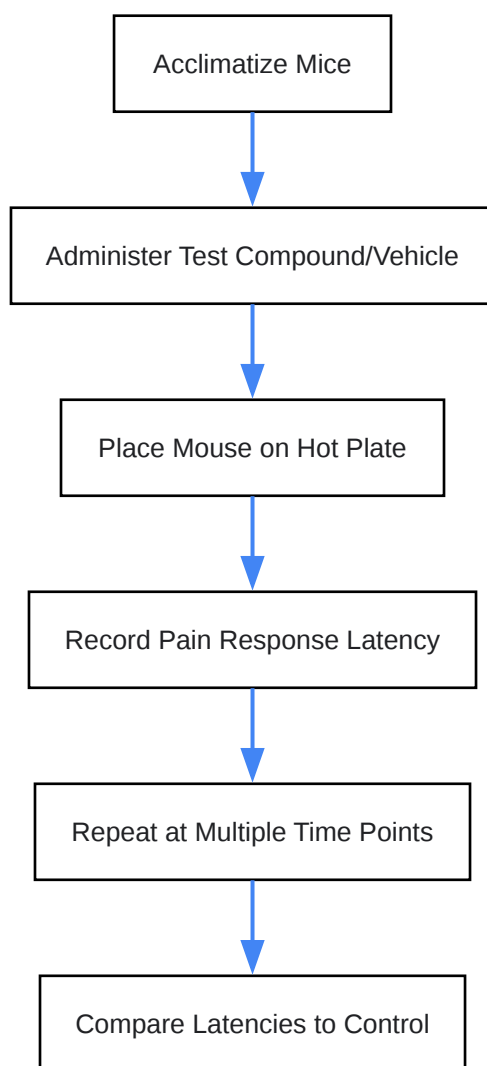 Acclimatize Mice
Administer Test Compound/Vehicle
Place Mouse on Hot Plate
Record Pain Response Latency
Repeat at Multiple Time Points
Compare Latencies to Control